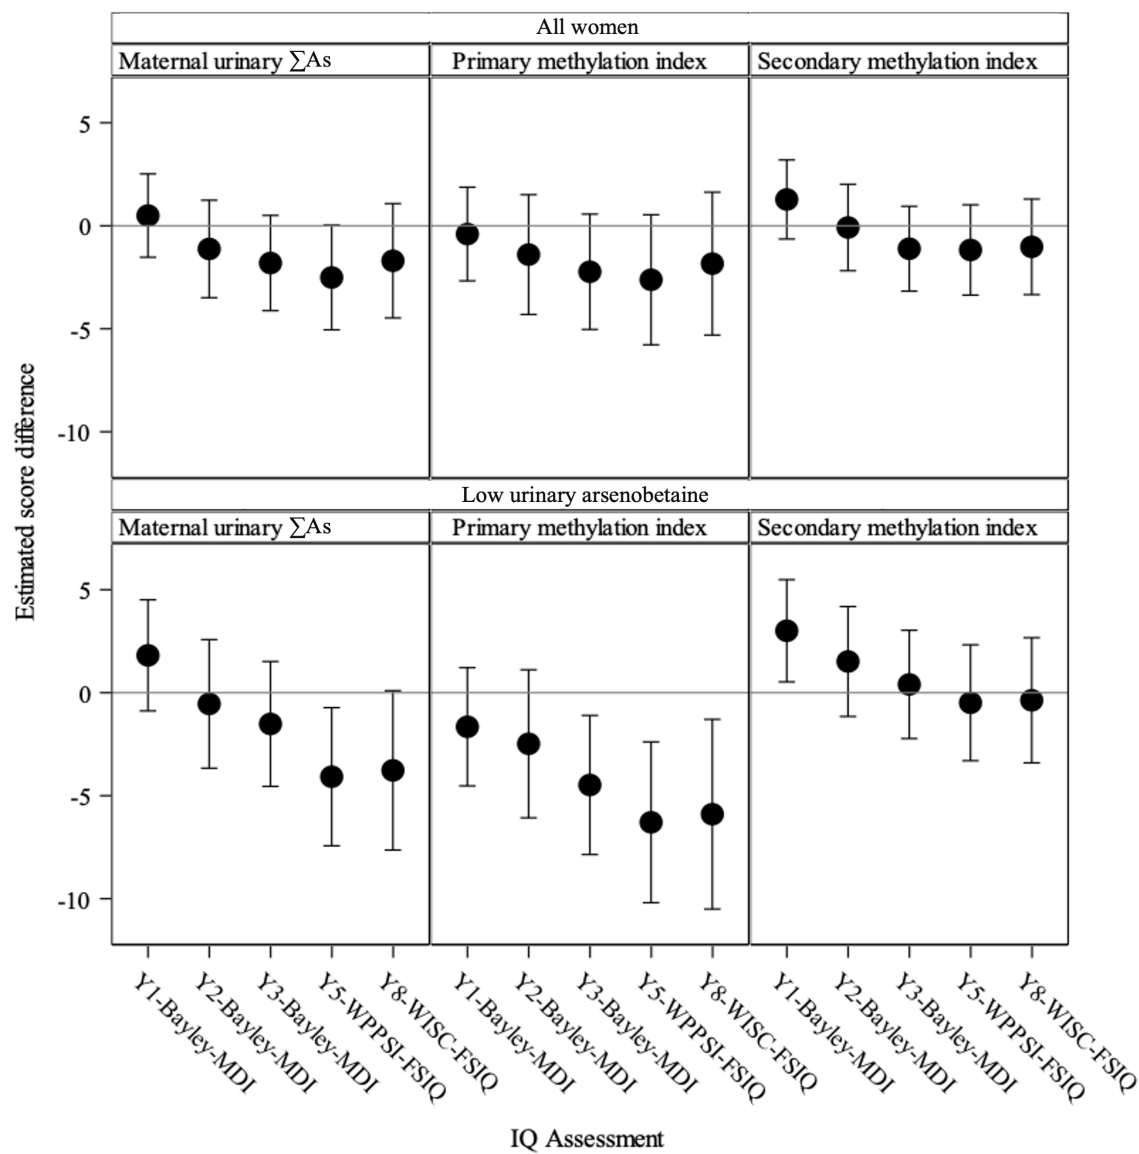 All women
Maternal urinary ∑As
Primary methylation index
Secondary methylation index
5
0
-5
-10
Estimated score difference
Low urinary arsenobetaine
Maternal urinary ∑As
Primary methylation index
Secondary methylation index
5
0
-5
-10
Y1-Bayley-MDI
Y2-Bayley-MDI
Y3-Bayley-MDI
Y5-WPPSI-FSIQ
Y8-WISC-FSIQ
Y1-Bayley-MDI
Y2-Bayley-MDI
Y3-Bayley-MDI
Y5-WPPSI-FSIQ
Y8-WISC-FSIQ
Y1-Bayley-MDI
Y2-Bayley-MDI
Y3-Bayley-MDI
Y5-WPPSI-FSIQ
Y8-WISC-FSIQ
IQ Assessment